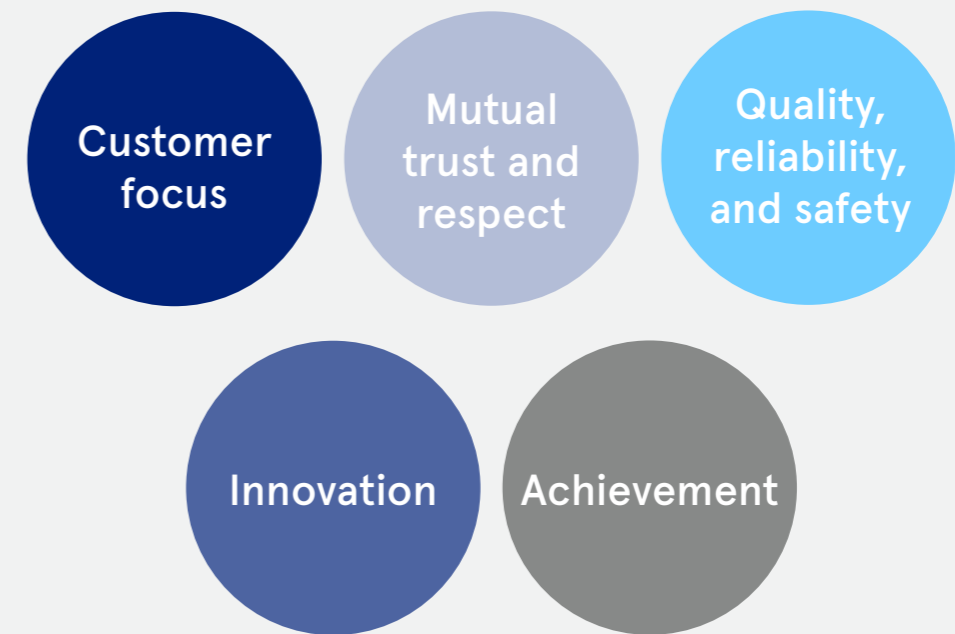 Customer
focus
Mutual
trust and
respect
Quality,
reliability,
and safety
Innovation
Achievement